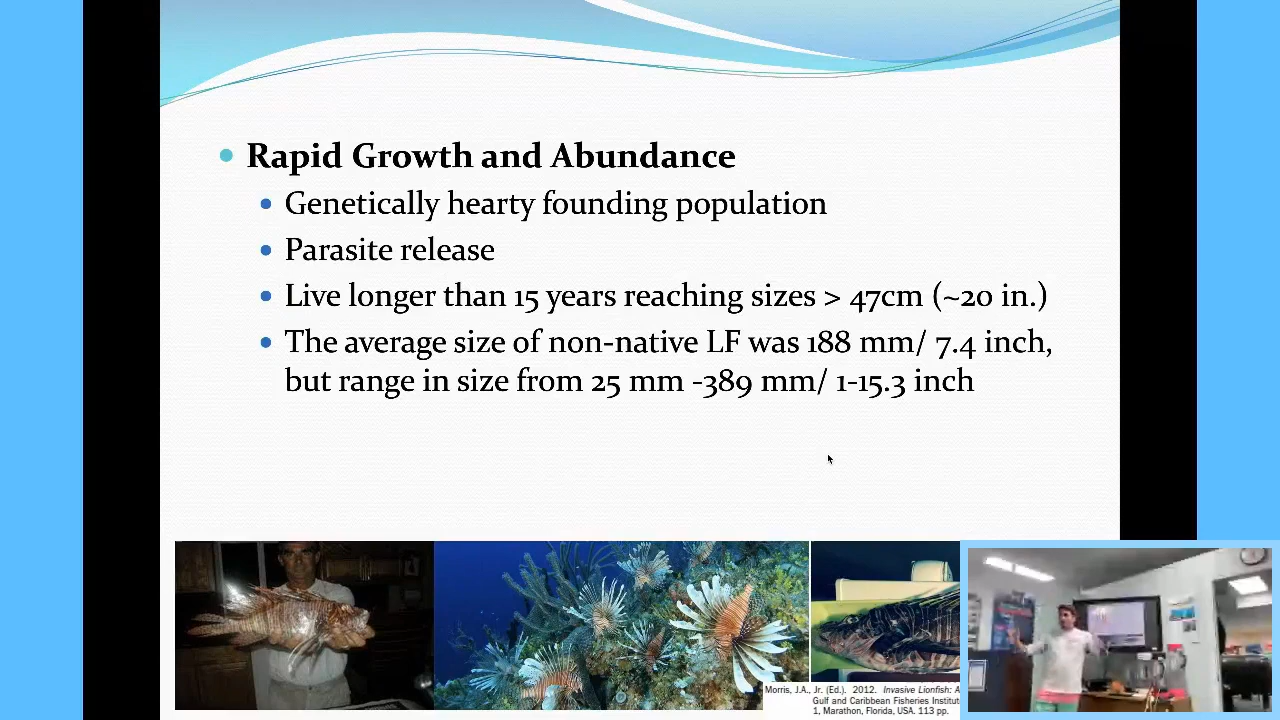 Rapid Growth and Abundance
Genetically hearty founding population
Parasite release
Live longer than 15 years reaching sizes > 47cm (~20 in.)
The average size of non-native LF was 188 mm/ 7.4 inch,
but range in size from 25 mm -389 mm/ 1-15.3 inch
Morris, J.A., Jr. (Ed.). 2012. Invasive Lionfish: A
Gulf and Caribbean Fisheries Institute
1, Marathon, Florida, USA. 113 pp.